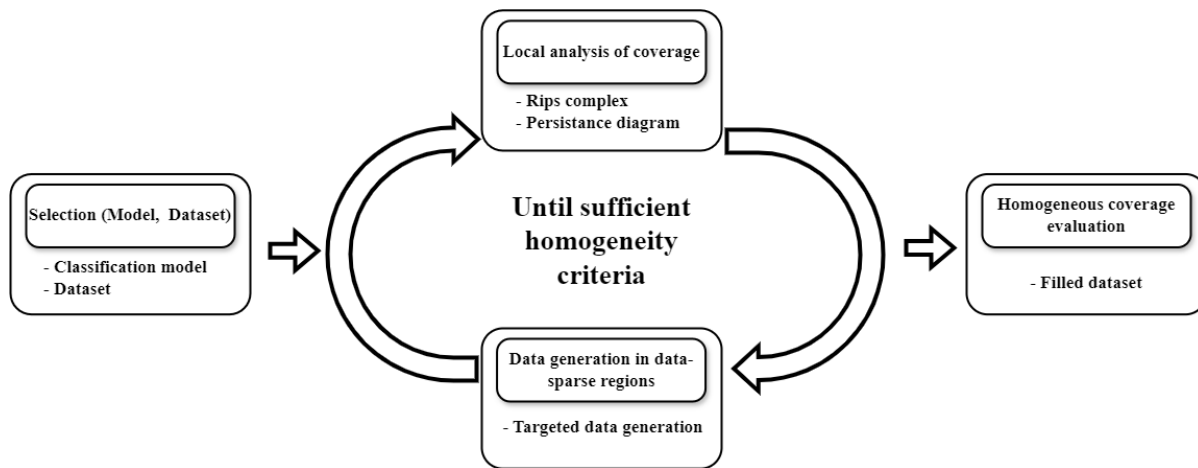 Selection (Model, Dataset)
- Classification model
- Dataset
Local analysis of coverage
- Rips complex
- Persistance diagram
Until sufficient
homogeneity
criteria
Data generation in data-
sparse regions
- Targeted data generation
Homogeneous coverage
evaluation
- Filled dataset